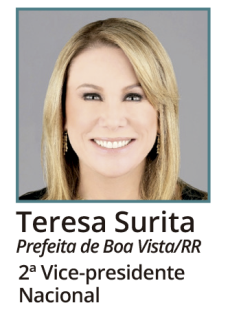 Teresa Surita
Prefeita de Boa Vista/RR
2ª Vice-presidente
Nacional